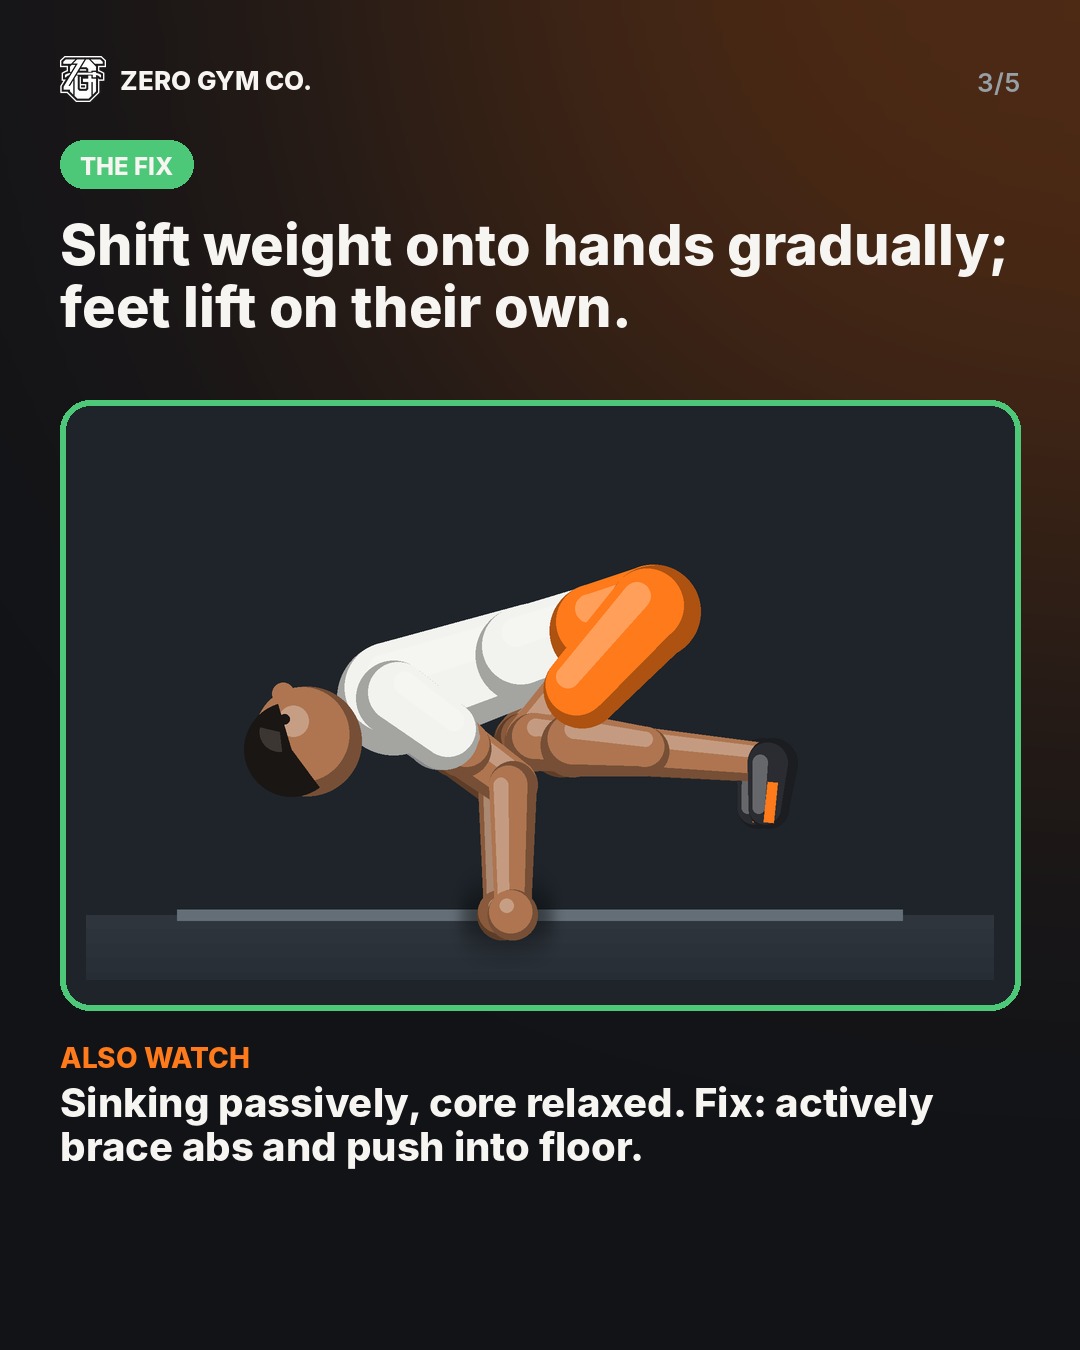 ZERO GYM CO.
3/5
THE FIX
Shift weight onto hands gradually;
feet lift on their own.
ALSO WATCH
Sinking passively, core relaxed. Fix: actively
brace abs and push into floor.